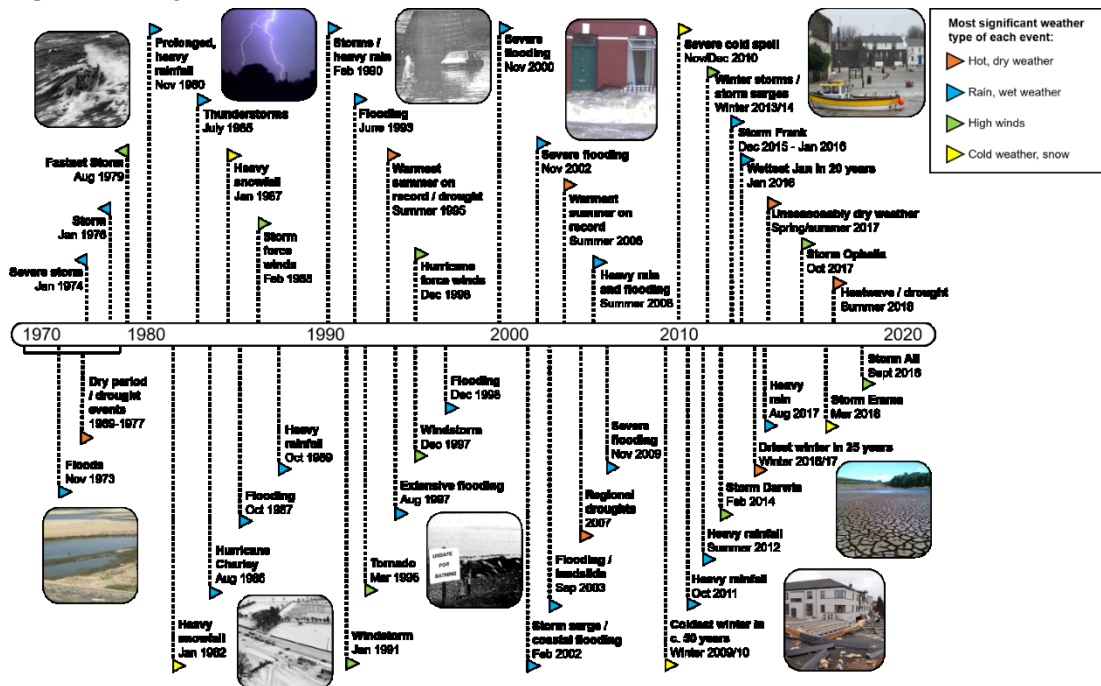 Most significant weather
type of each event:
Hot, dry weather
Rain, wet weather
High winds
Cold weather, snow
Prolonged,
heavy
rainfall
Nov 1980
Thunderstorms
July 1985
Fastnet Storm
Aug 1979
Storm
Jan 1976
Severe storm
Jan 1974
Heavy
snowfall
Jan 1987
Storm
force
winds
Feb 1988
Storms /
heavy rain
Feb 1990
Flooding
June 1993
Warmest
summer on
record / drought
Summer 1995
Hurricane
force winds
Dec 1998
Severe
flooding
Nov 2000
Severe flooding
Nov 2002
Warmest
summer on
record
Summer 2006
Heavy rain
and flooding
Summer 2008
Severe cold spell
Nov/Dec 2010
Winter storms /
storm surges
Winter 2013/14
Storm Frank
Dec 2015 - Jan 2016
Wettest Jan in 20 years
Jan 2016
Unseasonably dry weather
Spring/summer 2017
Storm Ophelia
Oct 2017
Heatwave / drought
Summer 2018
1970
1980
1990
2000
2010
2020
Dry period
/ drought
events
1969-1977
Floods
Nov 1973
Heavy
snowfall
Jan 1982
Hurricane
Charley
Aug 1986
Flooding
Oct 1987
Heavy
rainfall
Oct 1989
Windstorm
Jan 1991
Tornado
Mar 1995
Extensive flooding
Aug 1997
Windstorm
Dec 1997
Flooding
Dec 1998
UNSAFE
FOR
BATHING
Storm surge /
coastal flooding
Feb 2002
Flooding /
landslide
Sep 2003
Regional
droughts
2007
Severe
flooding
Nov 2009
Coldest winter in
c. 50 years
Winter 2009/10
Heavy rainfall
Oct 2011
Heavy rainfall
Summer 2012
Storm Darwin
Feb 2014
Driest winter in 25 years
Winter 2016/17
Heavy
rain
Aug 2017
Storm Emma
Mar 2018
Storm Ali
Sept 2018